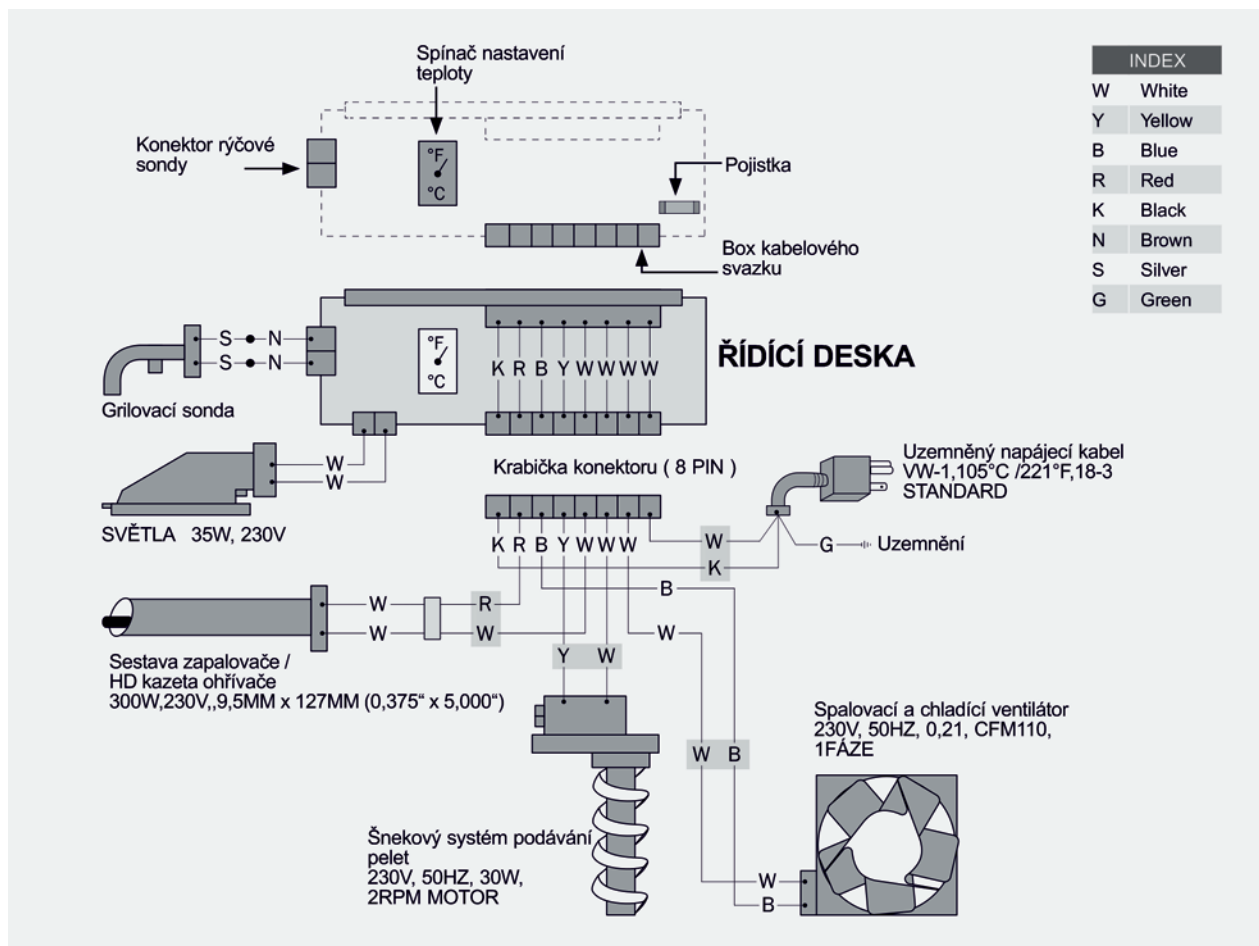 Spínač nastavení
teploty
INDEX
W White
Y Yellow
B Blue
R Red
K Black
N Brown
S Silver
G Green
Konektor rýčové
sondy
°F
°C
Pojistka
Box kabelového
svazku
S N
S N
°F
°C
K R B Y W W W W
ŘÍDÍCÍ DESKA
Grilovací sonda
W
W
SVĚTLA 35W, 230V
Krabička konektoru ( 8 PIN )
Uzemněný napájecí kabel
VW-1,105°C /221°F,18-3
STANDARD
K R B Y W W W
W
K
G Uzemnění
B
W R
W W
W
Sestava zapalovače /
HD kazeta ohřívače
300W,230V,,9,5MM x 127MM (0,375“ x 5,000“)
Y W
Spalovací a chladící ventilátor
230V, 50HZ, 0,21, CFM110,
1FÁZE
W B
Šnekový systém podávání
pelet
230V, 50HZ, 30W,
2RPM MOTOR
W
B